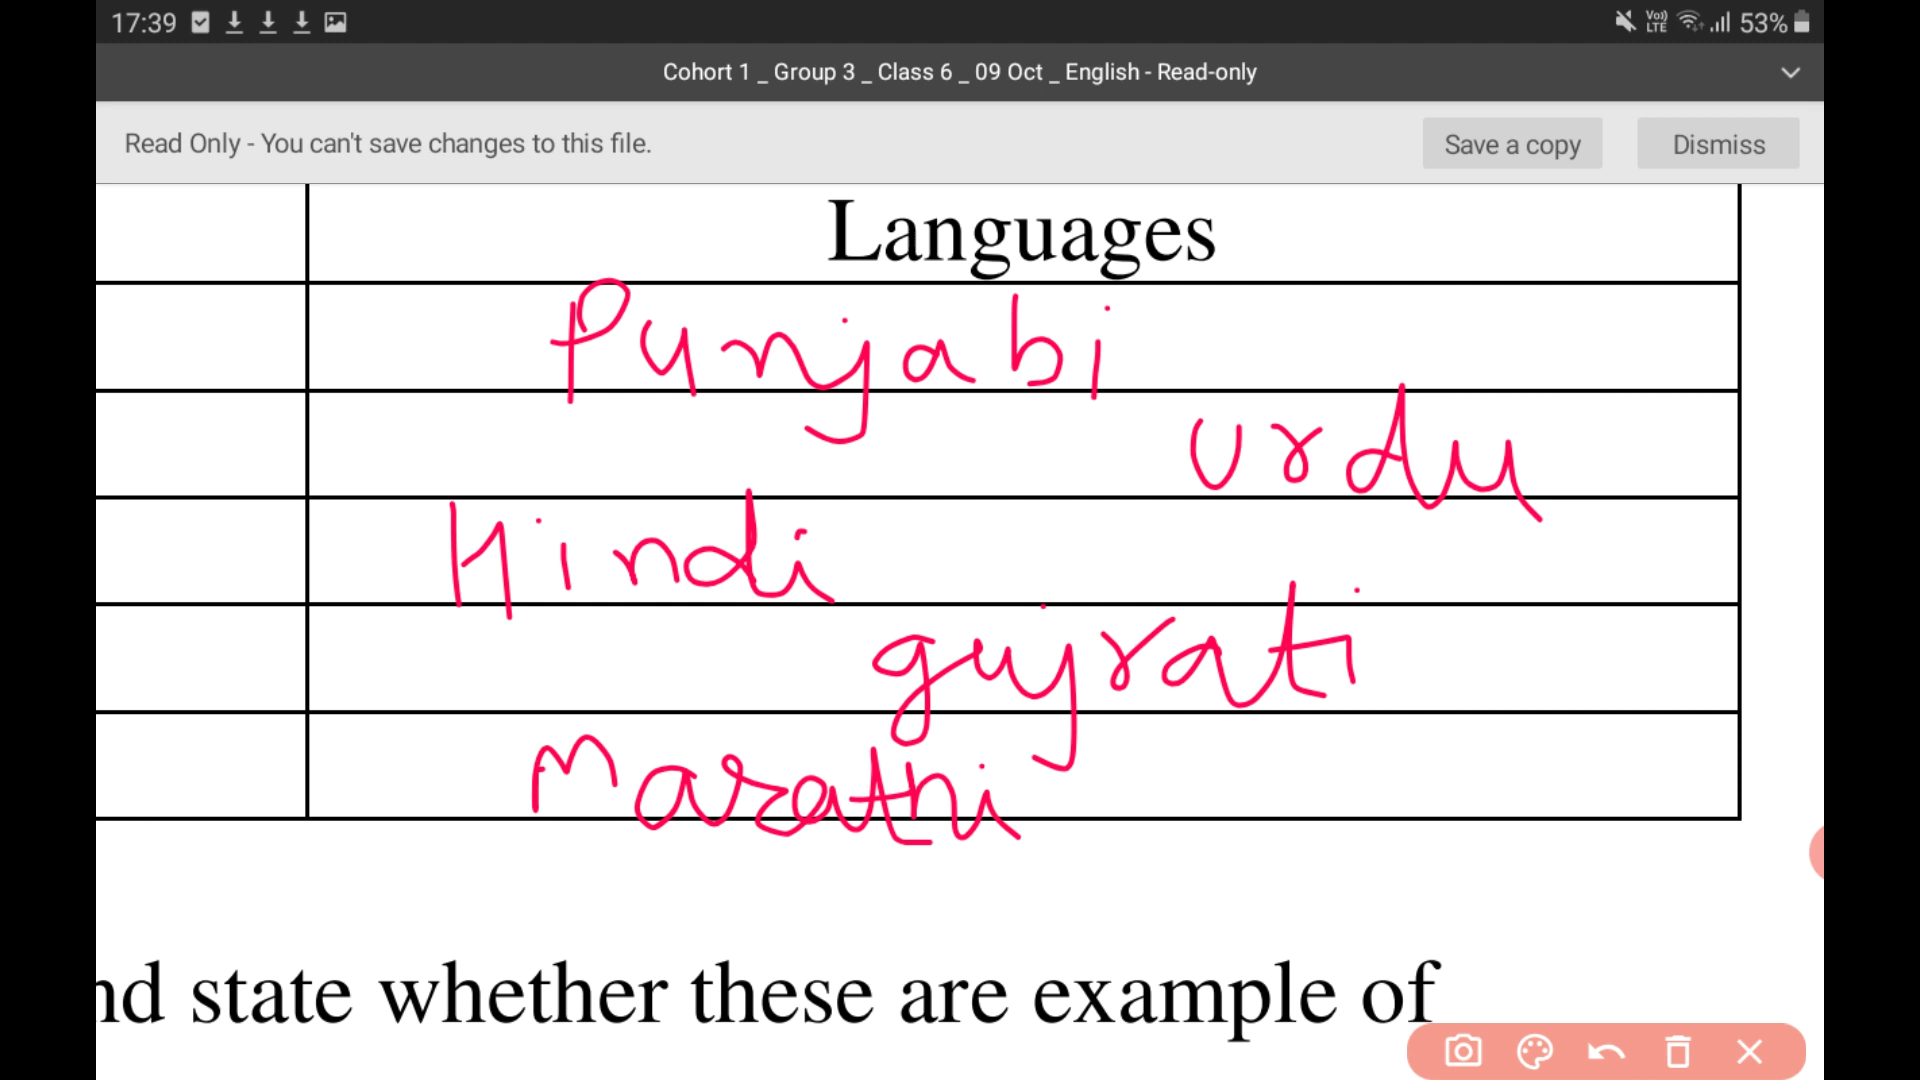 17:39 Vo)) LTE 53%
Cohort 1 _ Group 3 _ Class 6 _ 09 Oct _ English - Read-only
Read Only - You can't save changes to this file. Save a copy Dismiss
Languages
Punjabi
Urdu
Hindi
gujrati
Marathi
nd state whether these are example of